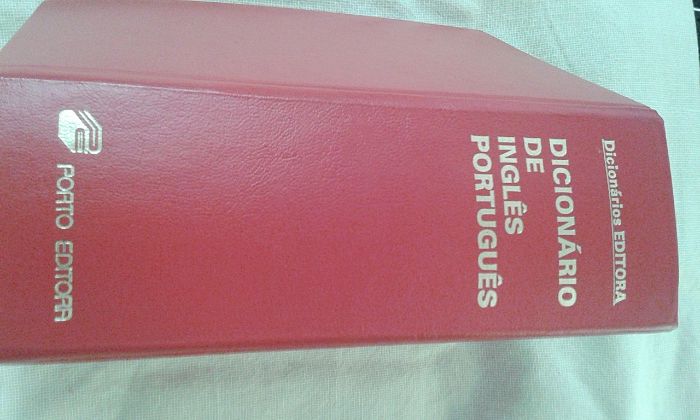 Dicionários EDITORA
DICIONÁRIO
DE
INGLÊS
PORTUGUÊS
PORTO EDITORA